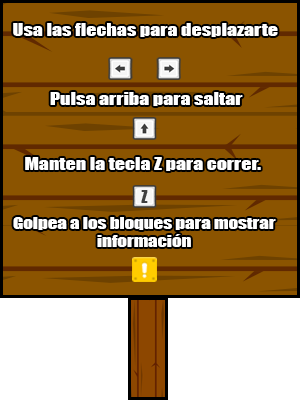 Usa las flechas para desplazarte
← →
Pulsa arriba para saltar
↑
Manten la tecla Z para correr.
Z
Golpea a los bloques para mostrar
información
!